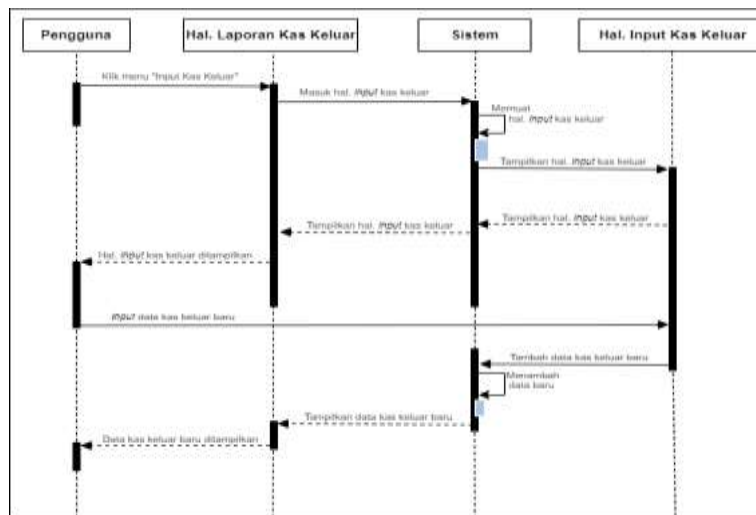 Pengguna
Hal. Laporan Kas Keluar
Sistem
Hal. Input Kas Keluar
Klik menu "Input Kas Keluar"
Masuk hal. input kas keluar
Memuat
hal. input kas keluar
Tampilkan hal. input kas keluar
Tampilkan hal. input kas keluar
Tampilkan hal. input kas keluar
Hal. input kas keluar ditampilkan
Input data kas keluar baru
Tambah data kas keluar baru
Menambah
data baru
Tampilkan data kas keluar baru
Data kas keluar baru ditampilkan